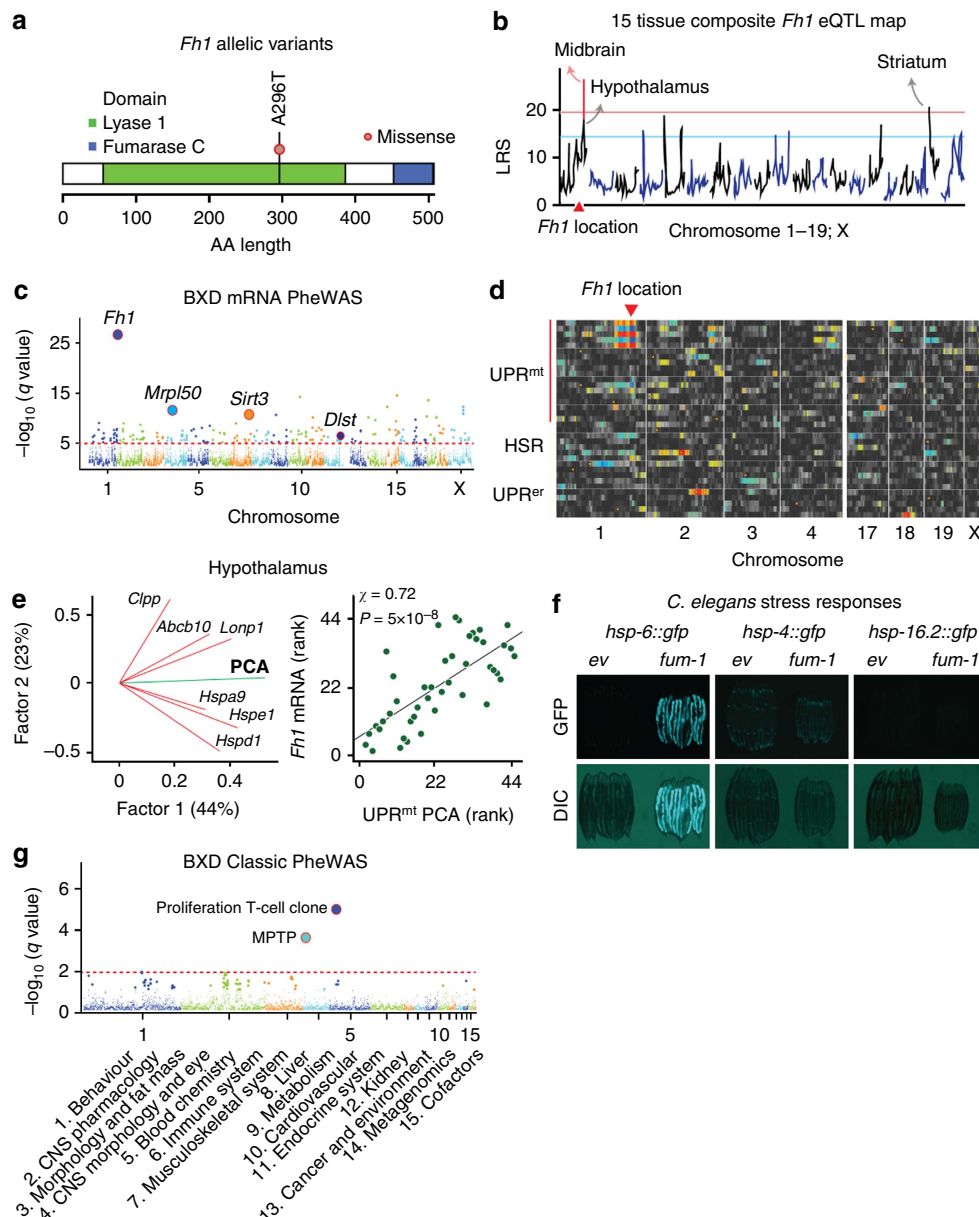 a
Fh1 allelic variants
Domain
Lyase 1
Fumarase C
A296T
Missense
0 100 200 300 400 500
AA length
b
15 tissue composite Fh1 eQTL map
Midbrain
Hypothalamus
Striatum
20
10
0
LRS
Fh1 location
Chromosome 1–19; X
c
BXD mRNA PheWAS
Fh1
Mrpl50
Sirt3
Dlst
25
15
5
–log10 (q value)
1 5 10 15 X
Chromosome
d
Fh1 location
UPRmt
HSR
UPRer
1 2 3 4 17 18 19 X
Chromosome
Hypothalamus
e
Clpp
Abcb10
Lonp1
PCA
Hspa9
Hspe1
Hspd1
0.5
0
–0.5
Factor 2 (23%)
0 0.2 0.4
Factor 1 (44%)
χ = 0.72
P = 5×10–8
44
22
0
Fh1 mRNA (rank)
0 22 44
UPRmt PCA (rank)
f
C. elegans stress responses
hsp-6::gfp hsp-4::gfp hsp-16.2::gfp
ev fum-1 ev fum-1 ev fum-1
GFP
DIC
g
BXD Classic PheWAS
Proliferation T-cell clone
MPTP
6
4
2
0
–log10 (q value)
1 5 10 15
1. Behaviour
2. CNS pharmacology
3. Morphology and fat mass
4. CNS morphology and eye
5. Blood chemistry
6. Immune system
7. Musculoskeletal system
8. Liver
9. Metabolism
10. Cardiovascular
11. Endocrine system
12. Kidney
13. Cancer and environment
14. Metagenomics
15. Cofactors